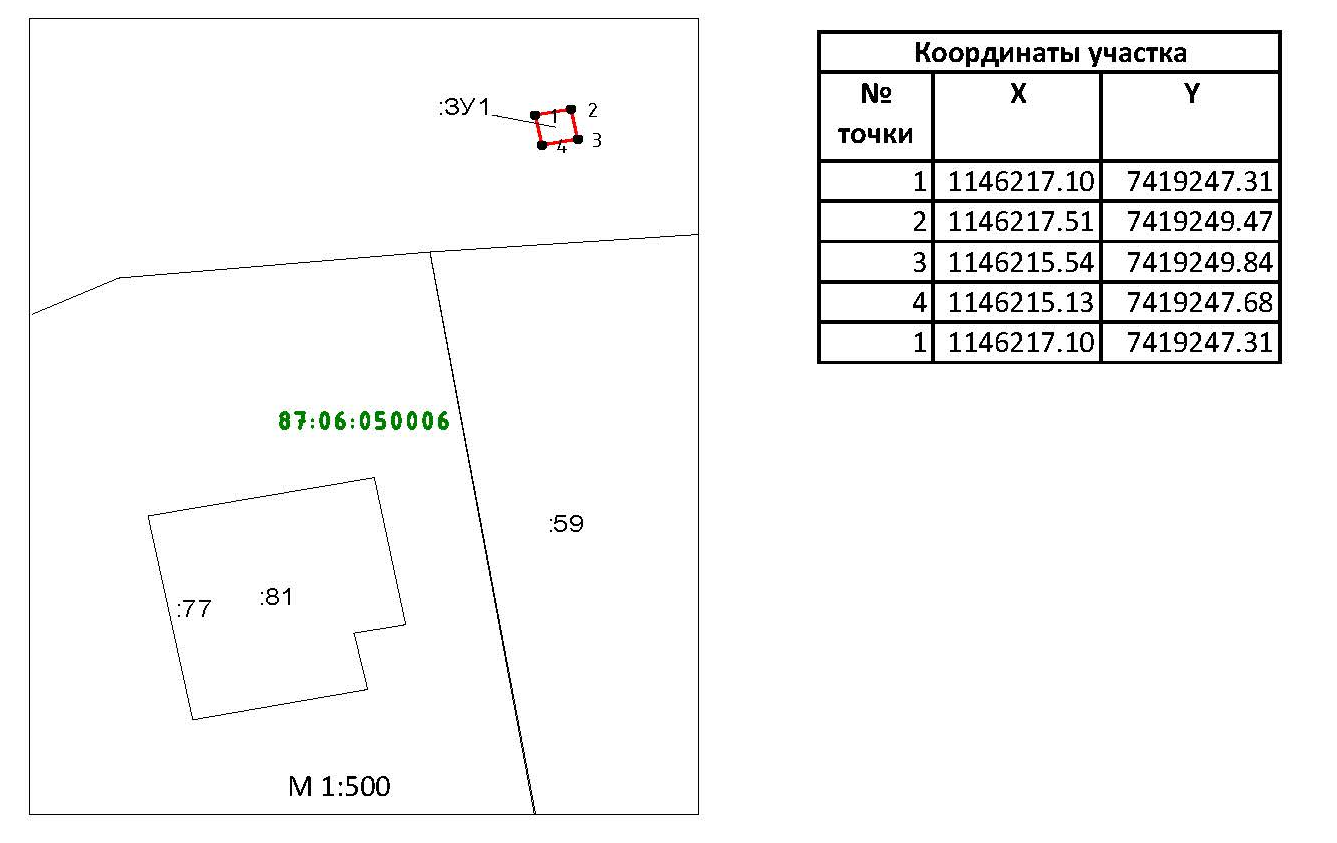 :ЗУ1
1
2
3
4
87:06:050006
:59
:77
:81
М 1:500
Координаты участка
№ точки X Y
1 1146217.10 7419247.31
2 1146217.51 7419249.47
3 1146215.54 7419249.84
4 1146215.13 7419247.68
1 1146217.10 7419247.31